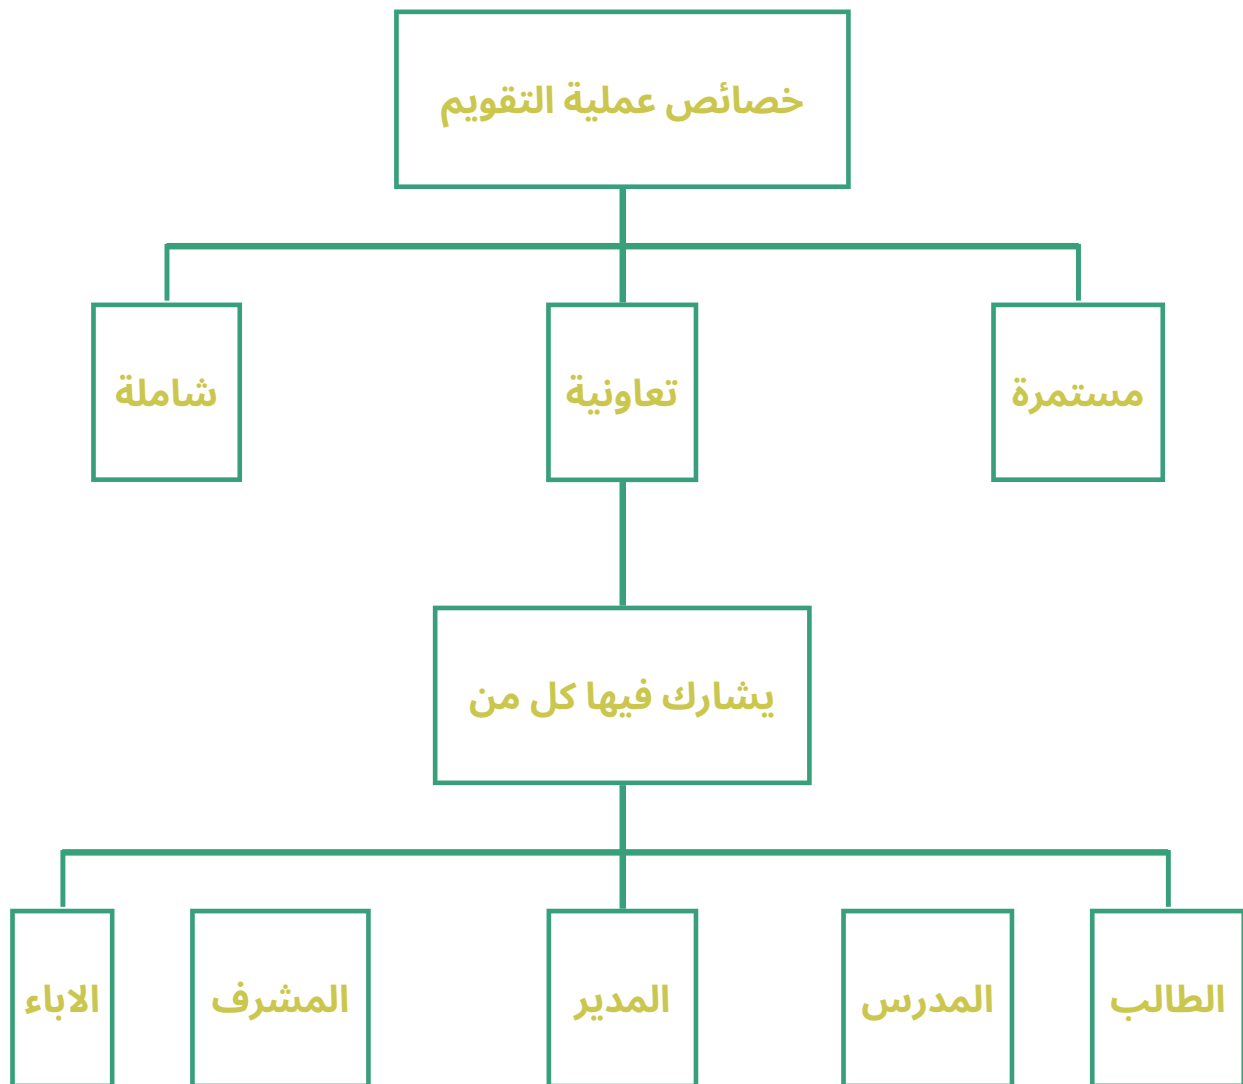 خصائص عملية التقويم
مستمرة
تعاونية
شاملة
يشارك فيها كل من
الطالب
المدرس
المدير
المشرف
الاباء